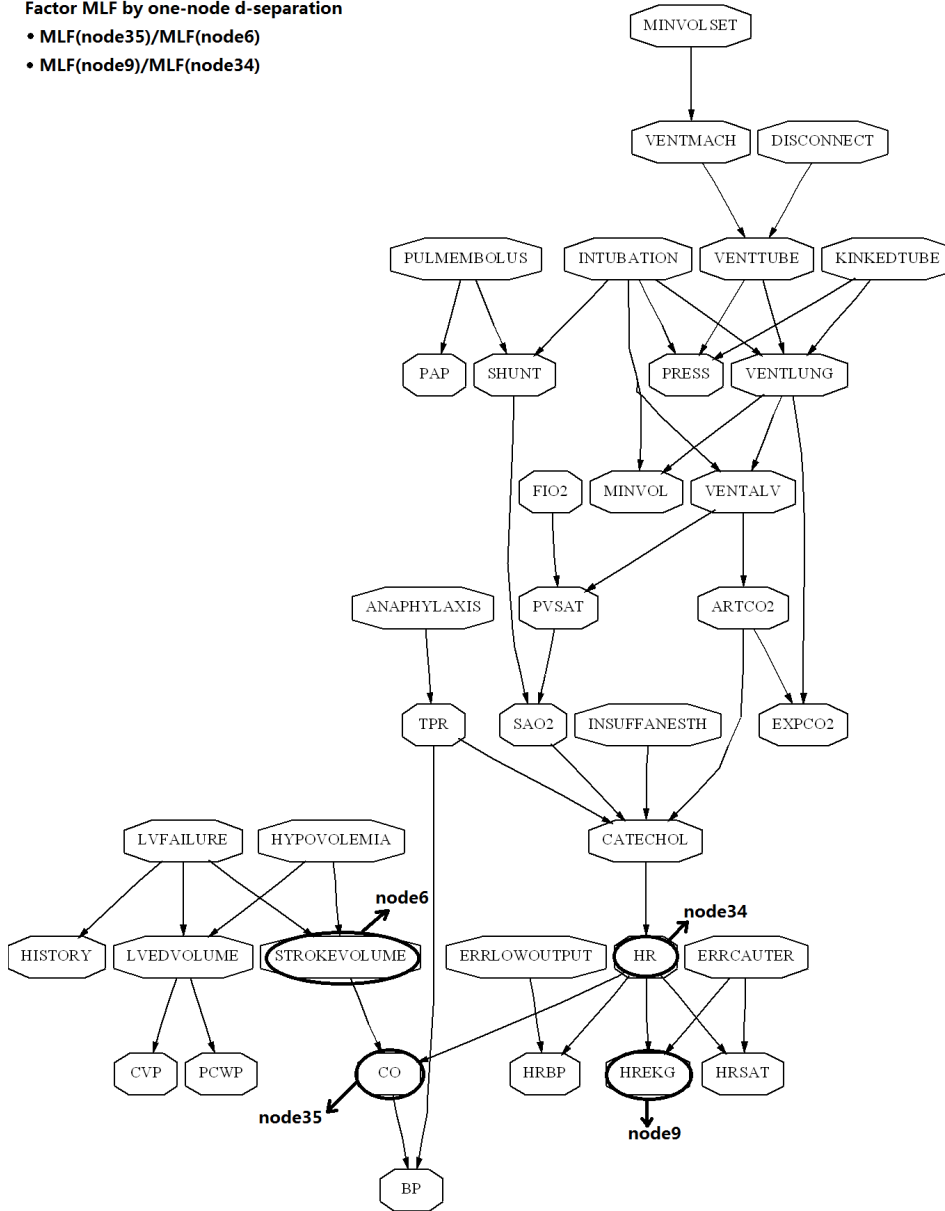 Factor MLF by one-node d-separation
• MLF(node35)/MLF(node6)
• MLF(node9)/MLF(node34)
MINVOLSET
VENTMACH DISCONNECT
PULMEMBOLUS INTUBATION VENTTUBE KINKEDTUBE
PAP SHUNT PRESS VENTLUNG
FIO2 MINVOL VENTALV
ANAPHYLAXIS PVSAT ARTCO2
TPR SAO2 INSUFFANESTH EXPCO2
LVFAILURE HYPOVOLEMIA CATECHOL
node6 node34
HISTORY LVEDVOLUME STROKEVOLUME ERRLOWOUTPUT HR ERRCAUTER
CVP PCWP CO HRBP HREKG HRSAT
node35 node9
BP